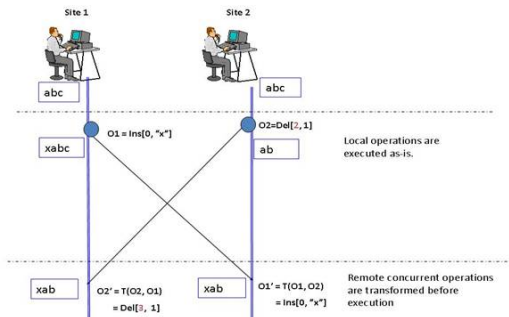 Site 1
Site 2
abc
abc
O1 = Ins[0, "x"]
O2=Del[2,1]
xabc
ab
Local operations are
executed as-is.
xab
O2' = T(O2, O1)
= Del[3, 1]
xab
O1' = T(O1, O2)
= Ins[0, "x"]
Remote concurrent operations
are transformed before
execution